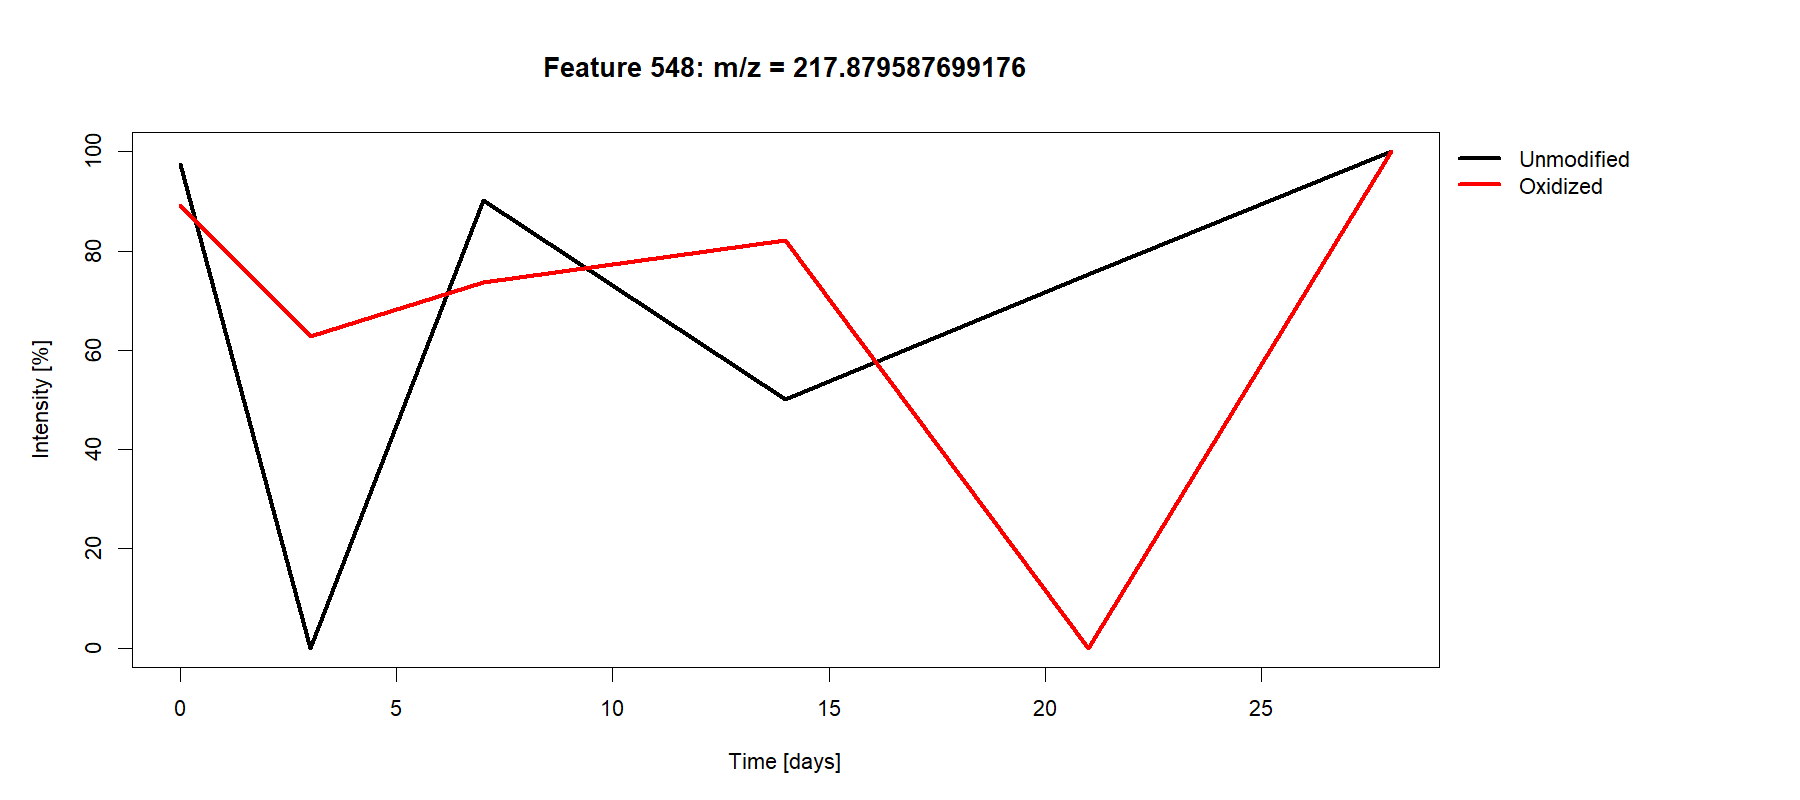 Feature 548: m/z = 217.879587699176
Unmodified
Oxidized
Intensity [%]
100
80
60
40
20
0
0 5 10 15 20 25
Time [days]